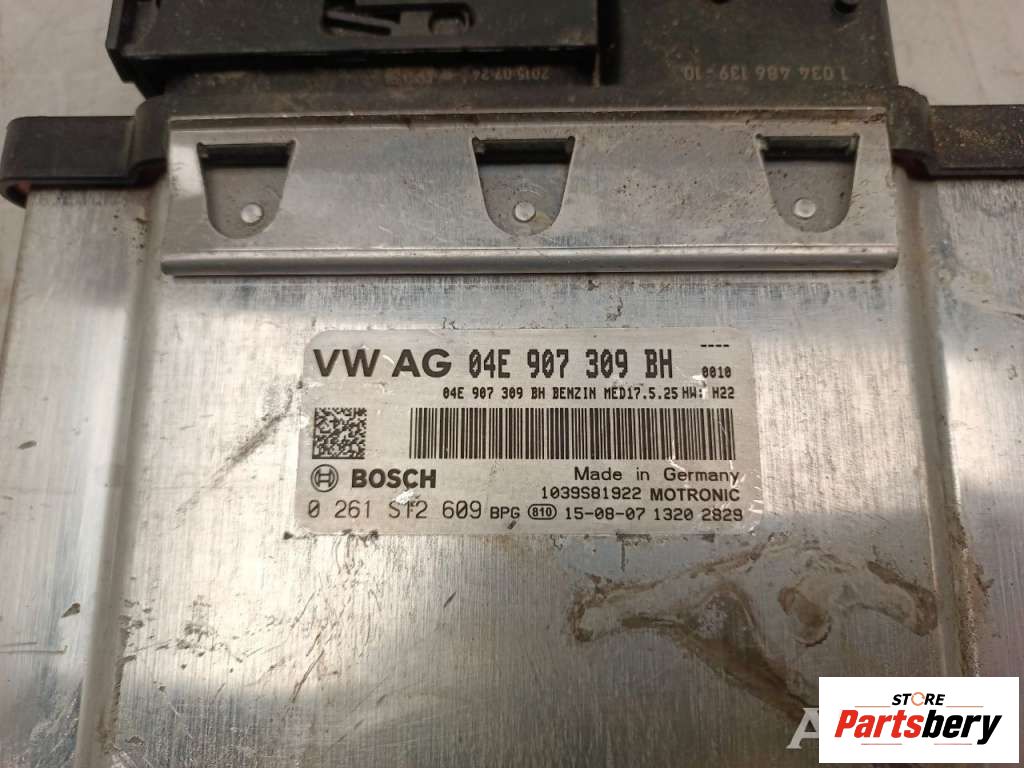 2015-07-24
1 034 486 139-10
----
VW AG 04E 907 309 BH 0010
04E 907 309 BH BENZIN MED17.5.25 HW: H22
BOSCH
Made in Germany
1039S81922 MOTRONIC
0 261 S12 609 BPG 810 15-08-07 1320 2829
STORE
Partsbery